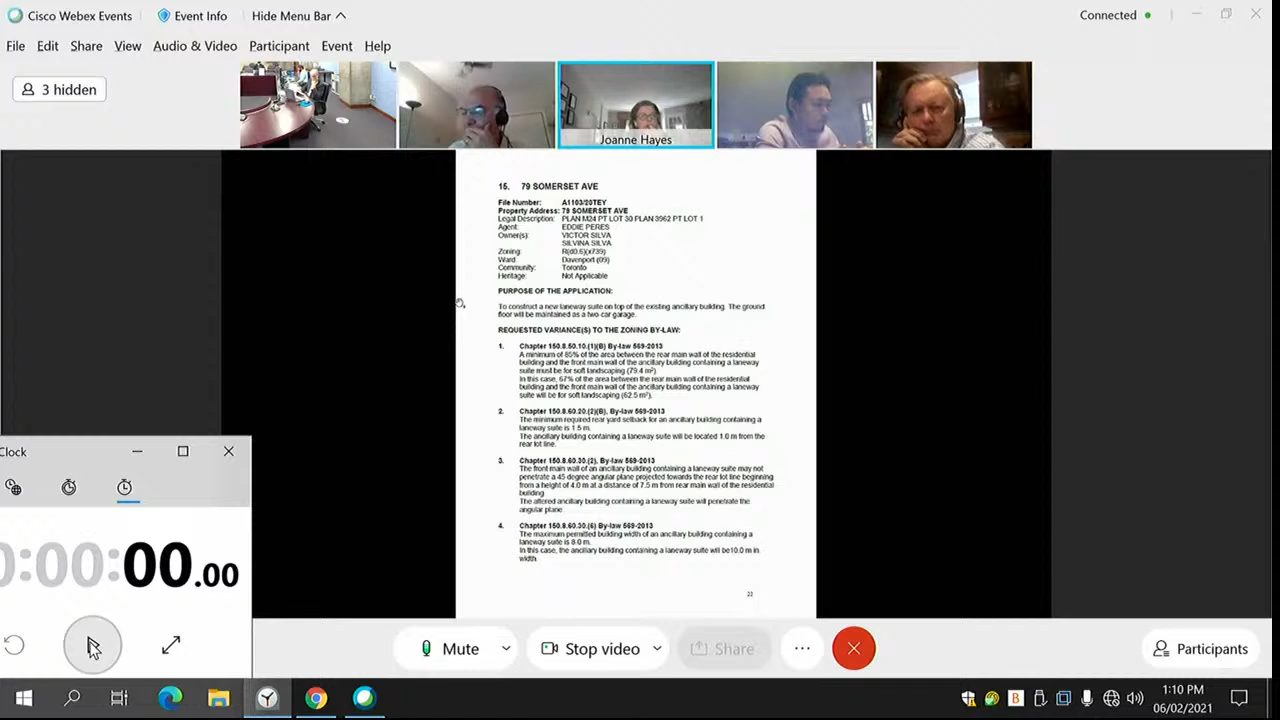 Cisco Webex Events
Event Info
Hide Menu Bar
Connected
File Edit Share View Audio & Video Participant Event Help
3 hidden
Joanne Hayes
15. 79 SOMERSET AVE
File Number: A1103/20TEY
Property Address: 79 SOMERSET AVE
Legal Description: PLAN M24 PT LOT 30 PLAN 3962 PT LOT 1
Agent: EDDIE PERES
Owner(s): VICTOR SILVA
SILVINA SILVA
Zoning: R(d0.6)(x739)
Ward: Davenport (09)
Community: Toronto
Heritage: Not Applicable
PURPOSE OF THE APPLICATION:
To construct a new laneway suite on top of the existing ancillary building. The ground
floor will be maintained as a two car garage.
REQUESTED VARIANCE(S) TO THE ZONING BY-LAW:
1. Chapter 150.8.50.10.(1)(B) By-law 569-2013
A minimum of 85% of the area between the rear main wall of the residential
building and the front main wall of the ancillary building containing a laneway
suite must be for soft landscaping (79.4 m²).
In this case, 67% of the area between the rear main wall of the residential
building and the front main wall of the ancillary building containing a laneway
suite will be for soft landscaping (62.5 m²).
2. Chapter 150.8.60.20.(2)(B), By-law 569-2013
The minimum required rear yard setback for an ancillary building containing a
laneway suite is 1.5 m.
The ancillary building containing a laneway suite will be located 1.0 m from the
rear lot line.
3. Chapter 150.8.60.30.(2), By-law 569-2013
The front main wall of an ancillary building containing a laneway suite may not
penetrate a 45 degree angular plane projected towards the rear lot line beginning
from a height of 4.0 m at a distance of 7.5 m from rear main wall of the residential
building
The altered ancillary building containing a laneway suite will penetrate the
angular plane.
4. Chapter 150.8.60.30.(6) By-law 569-2013
The maximum permitted building width of an ancillary building containing a
laneway suite is 8.0 m.
In this case, the ancillary building containing a laneway suite will be10.0 m in
width.
22
Clock
0:00:00.00
Mute
Stop video
Share
Participants
1:10 PM
06/02/2021